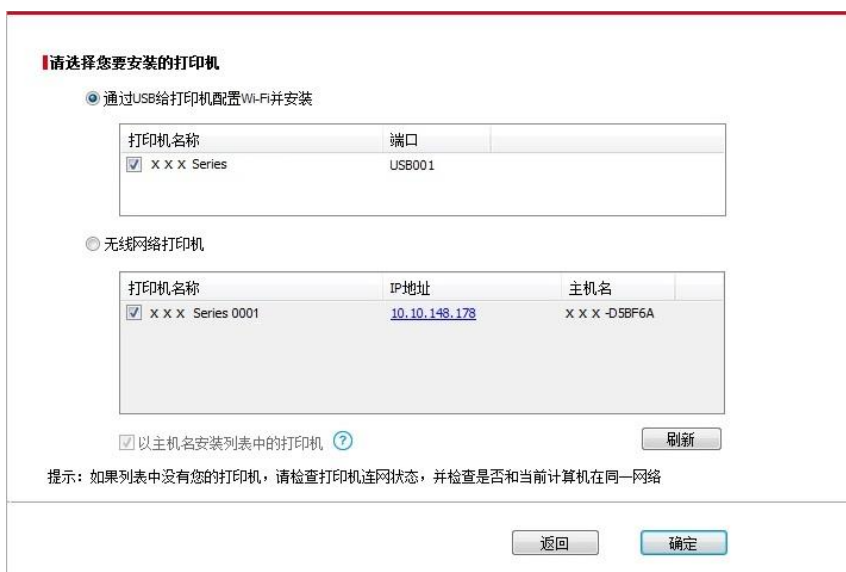 请选择您要安装的打印机
通过USB给打印机配置Wi-Fi并安装
打印机名称 端口
X X X Series USB001
无线网络打印机
打印机名称 IP地址 主机名
X X X Series 0001 10.10.148.178 X X X -D5BF6A
以主机名安装列表中的打印机 ?
刷新
提示：如果列表中没有您的打印机，请检查打印机连网状态，并检查是否和当前计算机在同一网络
返回 确定